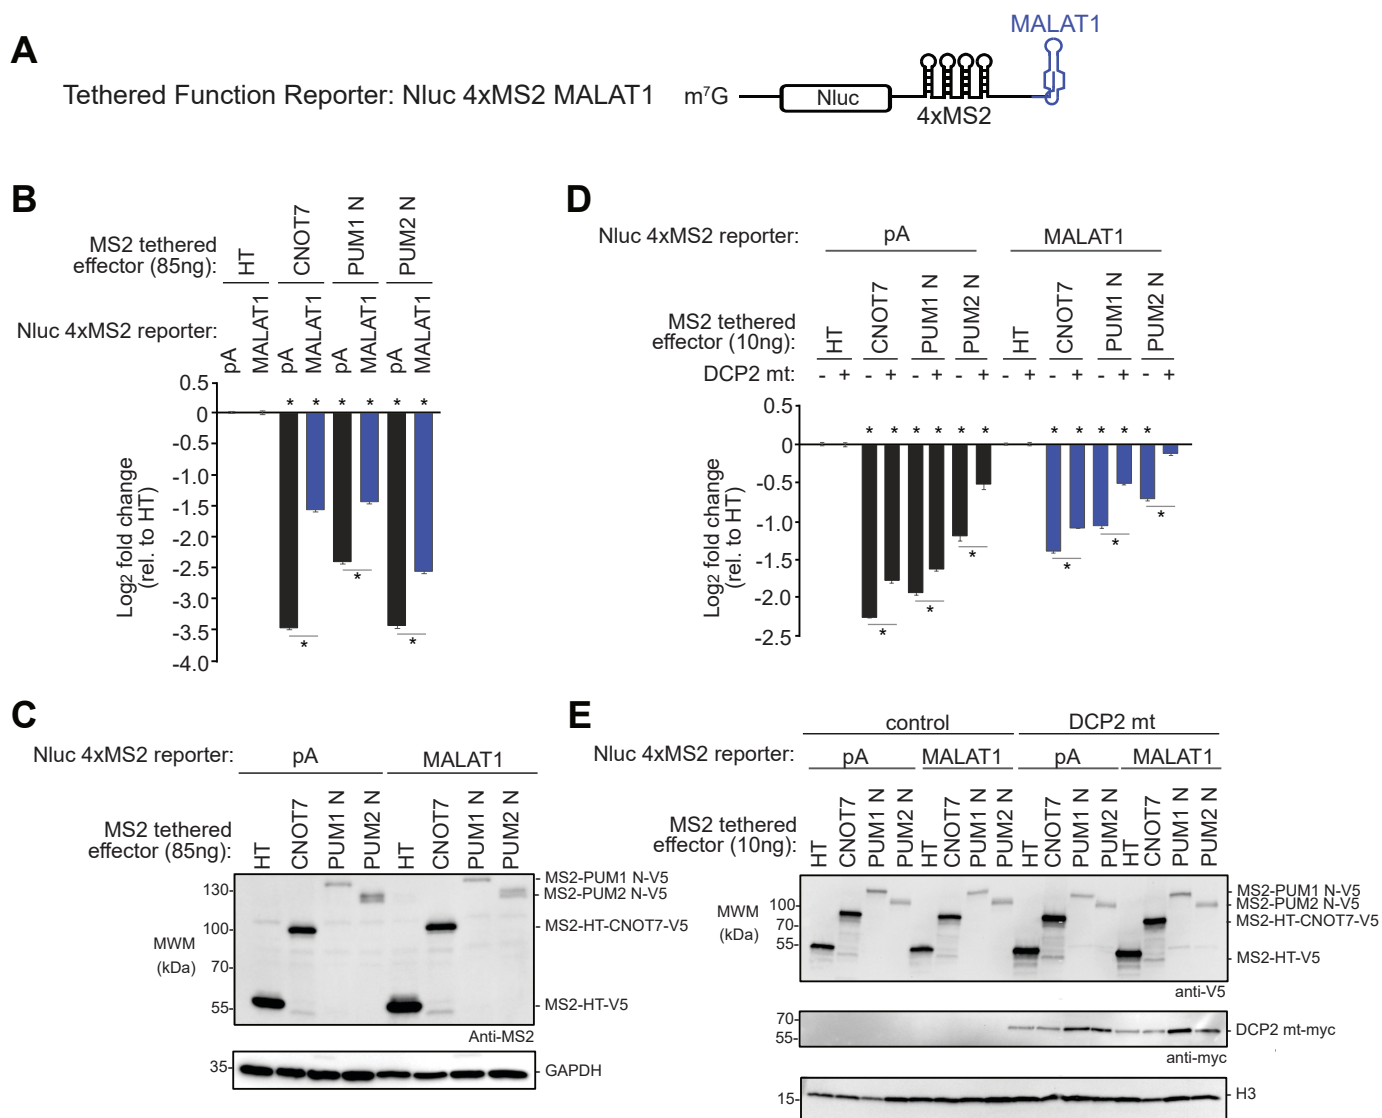 A
Tethered Function Reporter: Nluc 4xMS2 MALAT1
m⁷G
Nluc
4xMS2
MALAT1
B
MS2 tethered
effector (85ng):
HT
CNOT7
PUM1 N
PUM2 N
Nluc 4xMS2 reporter:
pA
MALAT1
pA
MALAT1
pA
MALAT1
pA
MALAT1
Log2 fold change
(rel. to HT)
0.5
0
-0.5
-1.0
-1.5
-2.0
-2.5
-3.0
-3.5
-4.0
* * * * * *
* * *
D
Nluc 4xMS2 reporter:
pA
MALAT1
MS2 tethered
effector (10ng):
HT
CNOT7
PUM1 N
PUM2 N
HT
CNOT7
PUM1 N
PUM2 N
DCP2 mt:
- + - + - + - + - + - + - + - +
Log2 fold change
(rel. to HT)
0.5
0
-0.5
-1.0
-1.5
-2.0
-2.5
* * * * * * * * * * *
* * * * * *
C
Nluc 4xMS2 reporter:
pA
MALAT1
MS2 tethered
effector (85ng):
HT
CNOT7
PUM1 N
PUM2 N
HT
CNOT7
PUM1 N
PUM2 N
MWM
(kDa)
130-
100-
70-
55-
- MS2-PUM1 N-V5
- MS2-PUM2 N-V5
- MS2-HT-CNOT7-V5
- MS2-HT-V5
Anti-MS2
35-
- GAPDH
E
control
DCP2 mt
Nluc 4xMS2 reporter:
pA
MALAT1
pA
MALAT1
MS2 tethered
effector (10ng):
HT
CNOT7
PUM1 N
PUM2 N
HT
CNOT7
PUM1 N
PUM2 N
HT
CNOT7
PUM1 N
PUM2 N
HT
CNOT7
PUM1 N
PUM2 N
MWM
(kDa)
100-
70-
55-
- MS2-PUM1 N-V5
- MS2-PUM2 N-V5
- MS2-HT-CNOT7-V5
- MS2-HT-V5
anti-V5
70-
55-
- DCP2 mt-myc
anti-myc
15-
- H3